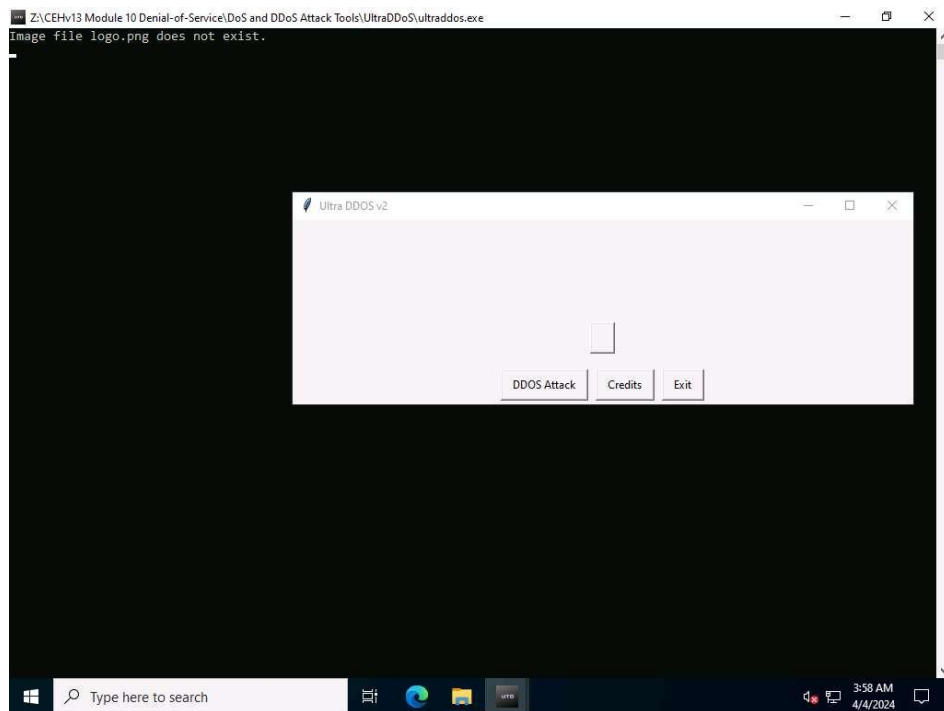 Z:\CEHv13 Module 10 Denial-of-Service\DoS and DDoS Attack Tools\UltraDDoS\ultraddos.exe
Image file logo.png does not exist.
Ultra DDOS v2
DDOS Attack Credits Exit
Type here to search
UTD
3:58 AM
4/4/2024